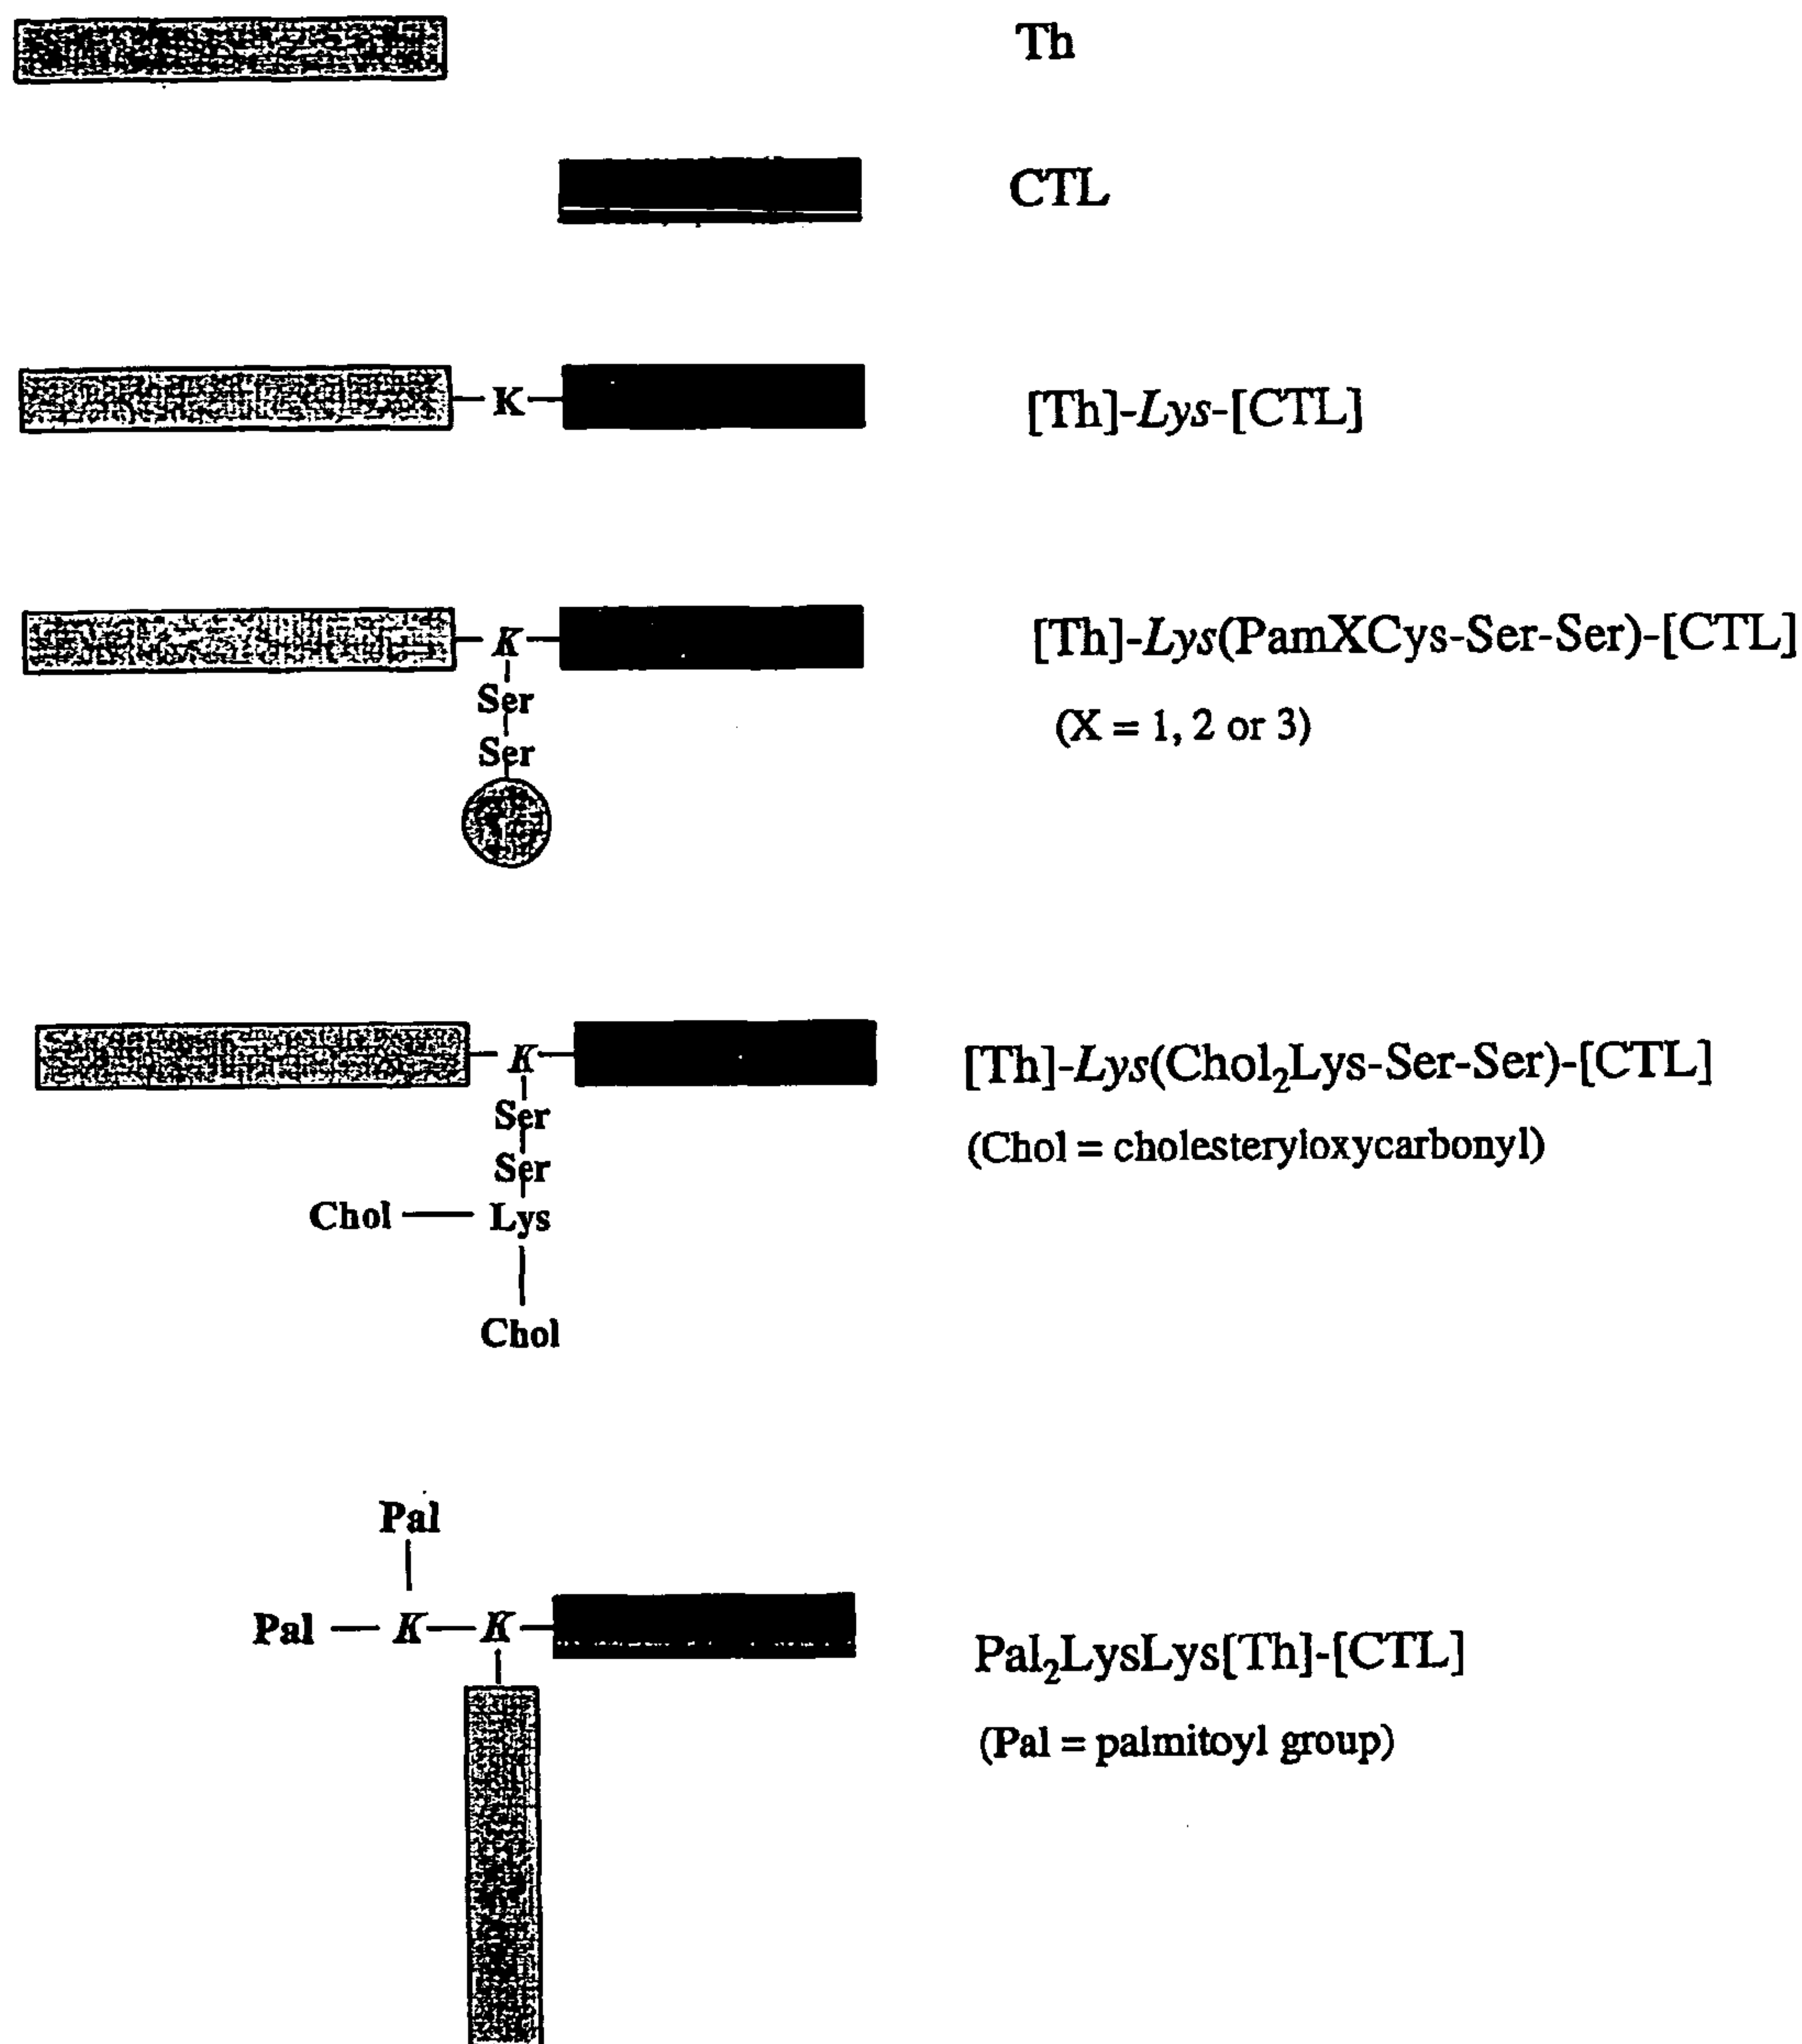 Th
CTL
K
[Th]-Lys-[CTL]
K
Ser
Ser
[Th]-Lys(PamXCys-Ser-Ser)-[CTL]
(X = 1, 2 or 3)
K
Ser
Ser
Chol Lys
Chol
[Th]-Lys(Chol₂Lys-Ser-Ser)-[CTL]
(Chol = cholesteryloxycarbonyl)
Pal
Pal K K
Pal₂LysLys[Th]-[CTL]
(Pal = palmitoyl group)